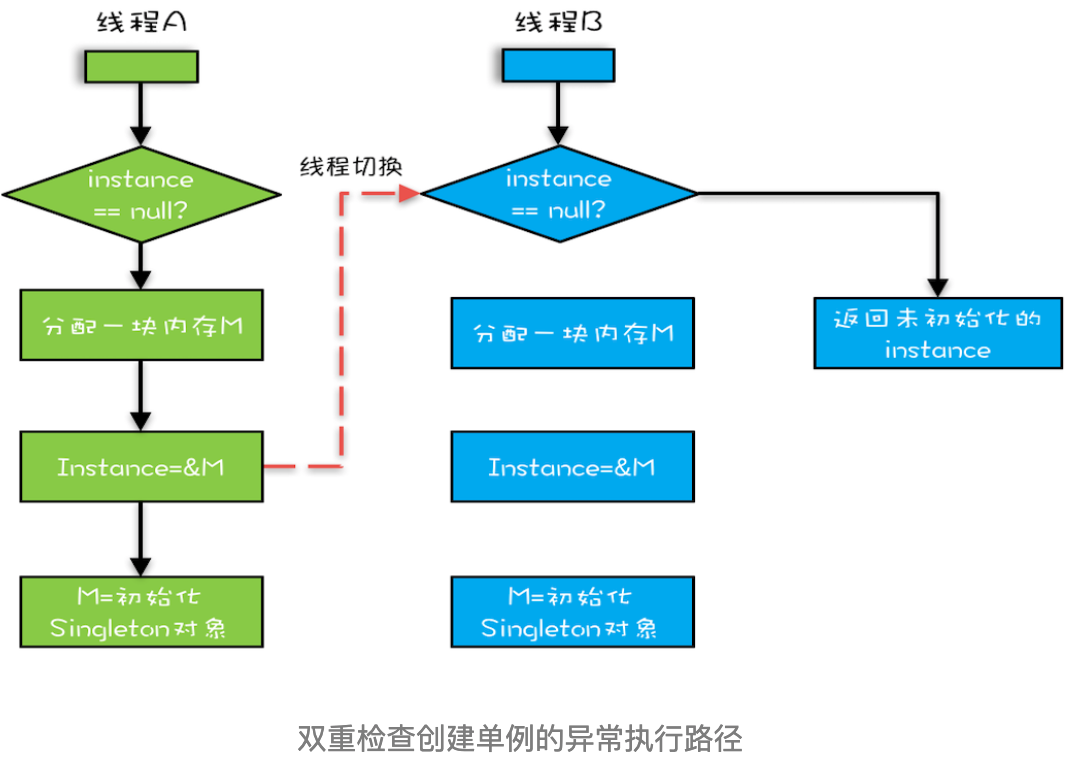 线程A
instance
== null?
分配一块内存M
Instance=&M
M=初始化
Singleton对象
线程切换
线程B
instance
== null?
分配一块内存M
Instance=&M
M=初始化
Singleton对象
返回未初始化的
instance
双重检查创建单例的异常执行路径